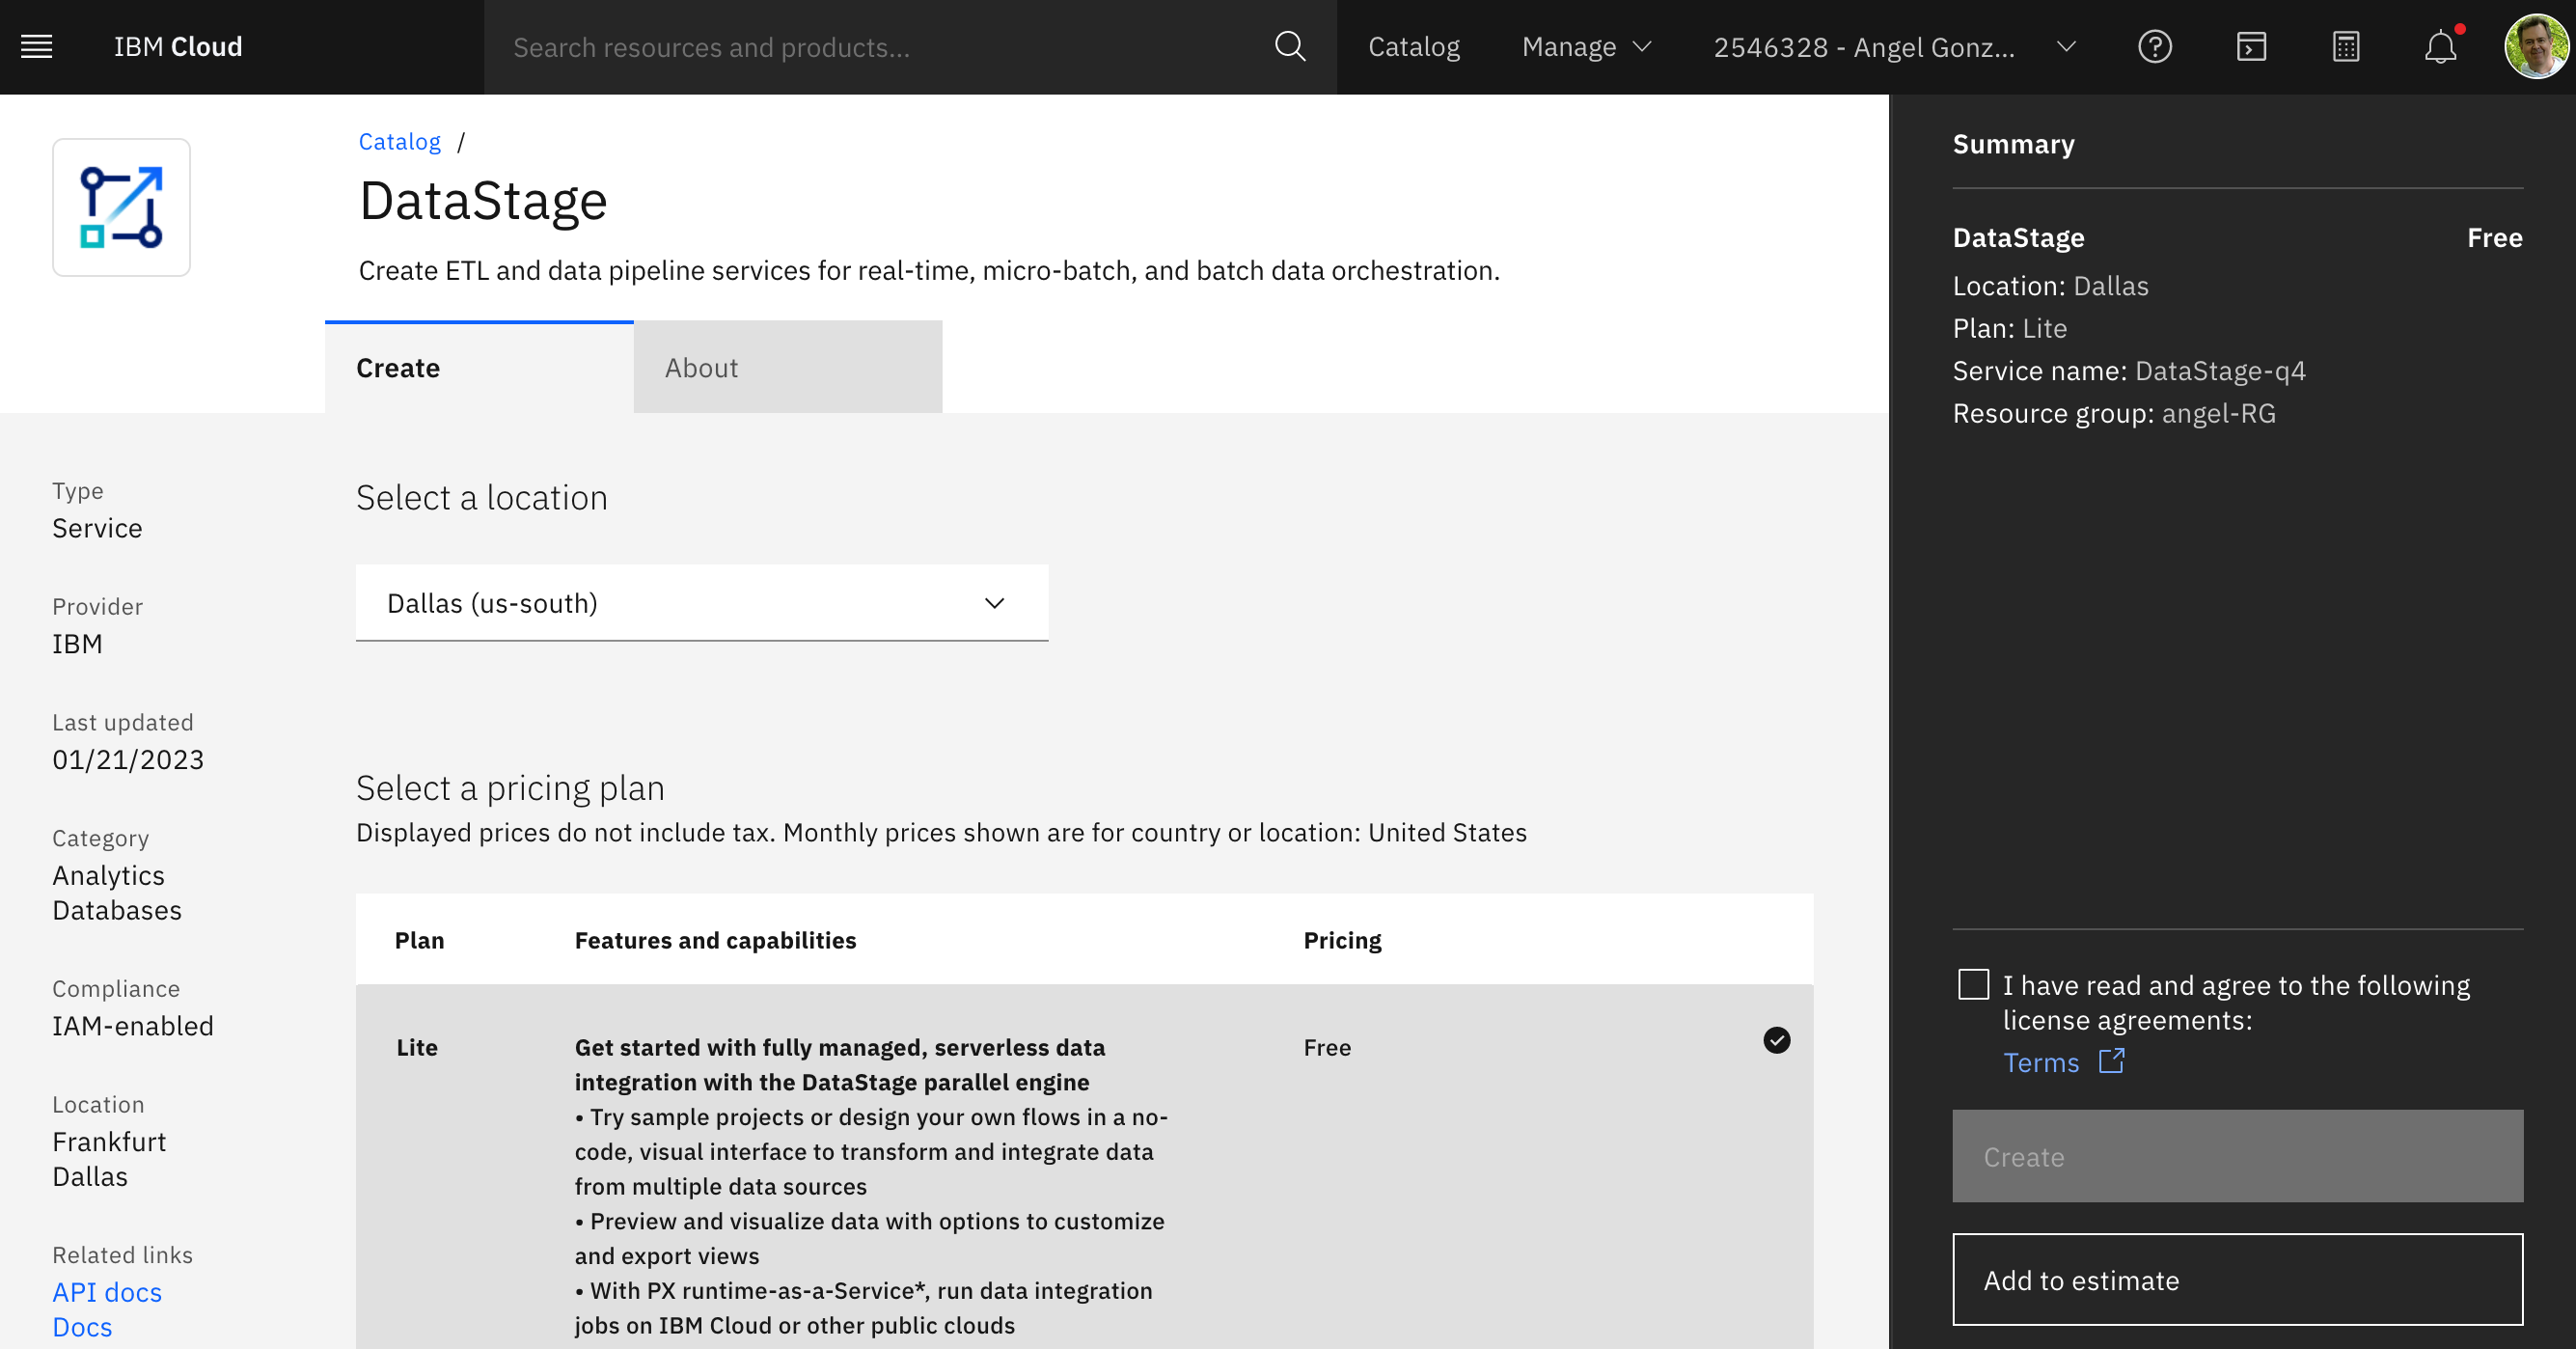 IBM Cloud
Search resources and products...
Catalog
Manage
2546328 - Angel Gonz...
Catalog /
DataStage
Create ETL and data pipeline services for real-time, micro-batch, and batch data orchestration.
Create
About
Type
Service
Provider
IBM
Last updated
01/21/2023
Category
Analytics
Databases
Compliance
IAM-enabled
Location
Frankfurt
Dallas
Related links
API docs
Docs
Select a location
Dallas (us-south)
Select a pricing plan
Displayed prices do not include tax. Monthly prices shown are for country or location: United States
Plan
Features and capabilities
Pricing
Lite
Get started with fully managed, serverless data
integration with the DataStage parallel engine
• Try sample projects or design your own flows in a no-
code, visual interface to transform and integrate data
from multiple data sources
• Preview and visualize data with options to customize
and export views
• With PX runtime-as-a-Service*, run data integration
jobs on IBM Cloud or other public clouds
Free
Summary
DataStage Free
Location: Dallas
Plan: Lite
Service name: DataStage-q4
Resource group: angel-RG
I have read and agree to the following
license agreements:
Terms
Create
Add to estimate